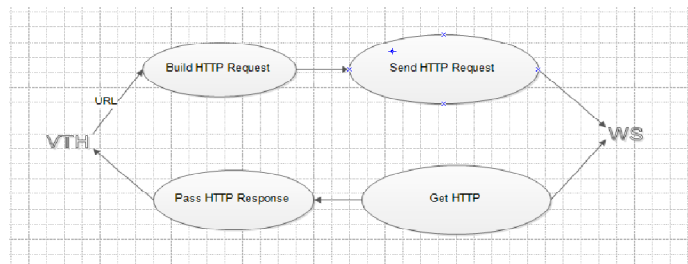 Build HTTP Request
Send HTTP Request
URL
VTH
WS
Pass HTTP Response
Get HTTP